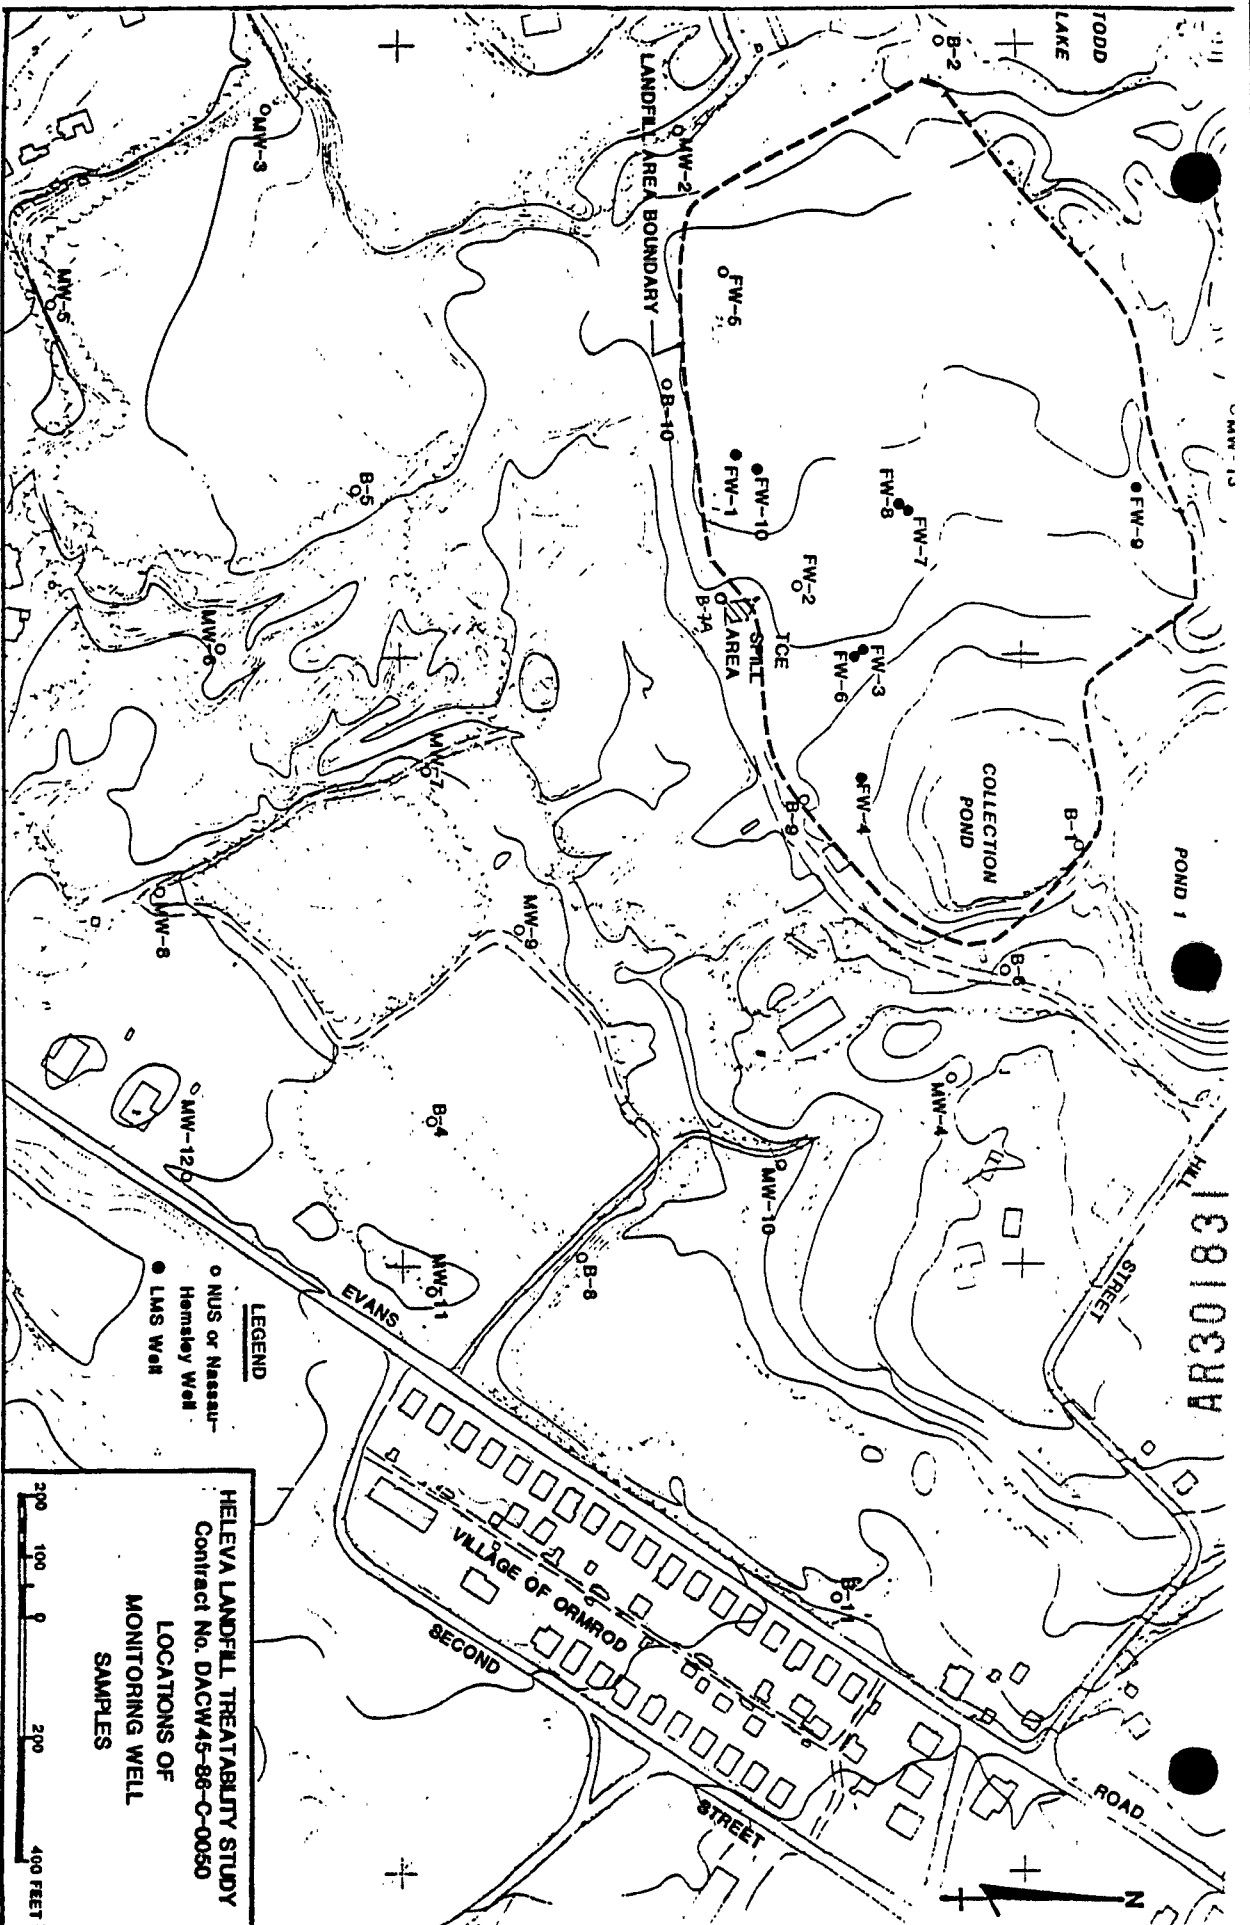 TODD
LAKE
B-2
LANDFILL AREA BOUNDARY
MW-2
MW-3
MW-5
FW-5
B-10
FW-1
FW-10
FW-8
FW-7
FW-9
FW-2
B-7A
TCE
SPILL
AREA
FW-3
FW-6
FW-4
COLLECTION
POND
B-1
POND 1
B-9
B-6
B-5
MW-6
MW-7
MW-8
MW-9
MW-4
MW-10
B-4
MW-12
MW-11
B-8
B-11
HILL
STREET
EVANS
ROAD
VILLAGE OF ORMROD
SECOND
STREET
AR301831
N
LEGEND
NUS or Nassau-
Hemsley Well
LMS Well
HELEVA LANDFILL TREATABILITY STUDY
Contract No. DACW45-86-C-0050
LOCATIONS OF
MONITORING WELL
SAMPLES
200 100 0 200 400 FEET